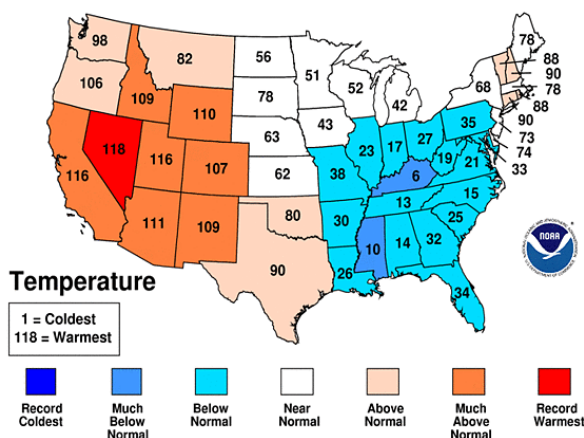 98
82
56
51
78
88
90
78
88
90
73
74
33
106
109
110
78
52
42
68
118
116
116
107
63
43
23
17
27
35
19
21
111
109
62
38
6
15
13
80
30
10
14
32
25
90
26
34
NOAA
Temperature
1 = Coldest
118 = Warmest
Record
Coldest
Much
Below
Normal
Below
Normal
Near
Normal
Above
Normal
Much
Above
Normal
Record
Warmest